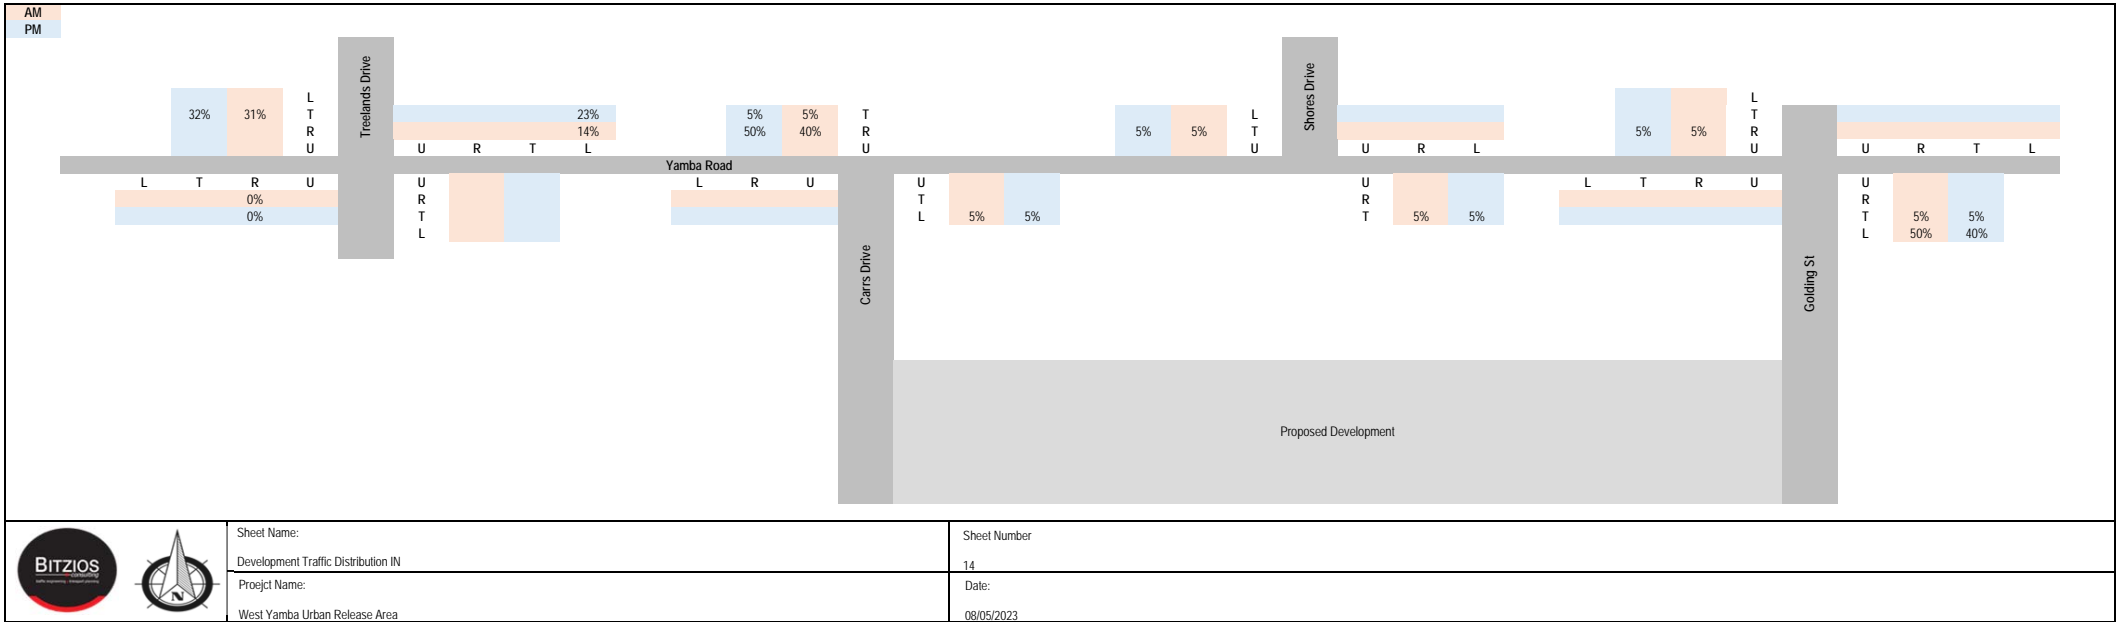 AM
PM
Treelands Drive
Shores Drive
L
T
R
U
32% 31%
23%
14%
U R T L
5% 5%
50% 40%
T
R
U
5% 5%
L
T
U
U R L
5% 5%
L
T
R
U
U R T L
Yamba Road
L T R U
0%
0%
U
R
T
L
L R U
Carrs Drive
U
T
L
5% 5%
U
R
T
5% 5%
L T R U
Golding St
U
R
T
L
5% 5%
50% 40%
Proposed Development
BITZIOS
consulting
N
Sheet Name:
Development Traffic Distribution IN
Proejct Name:
West Yamba Urban Release Area
Sheet Number
14
Date:
08/05/2023